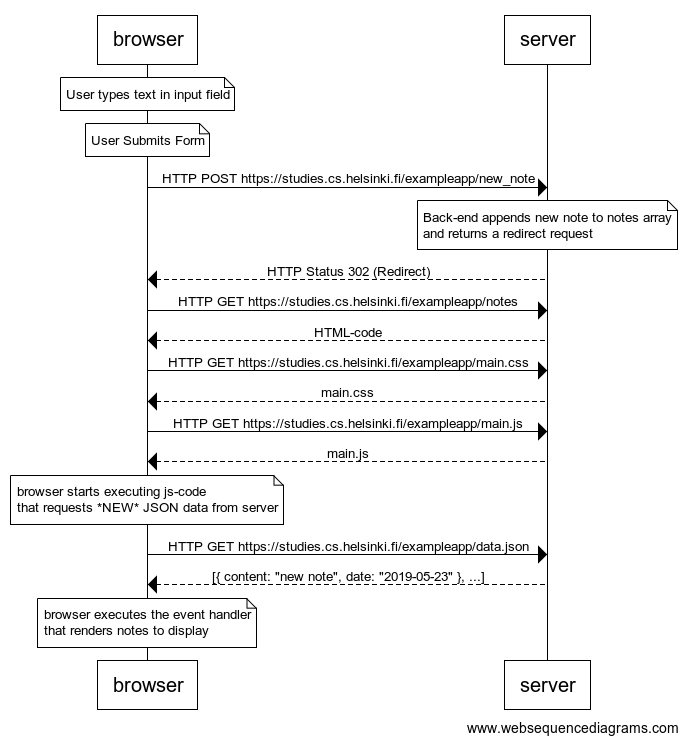 browser
server
User types text in input field
User Submits Form
HTTP POST https://studies.cs.helsinki.fi/exampleapp/new_note
Back-end appends new note to notes array
and returns a redirect request
HTTP Status 302 (Redirect)
HTTP GET https://studies.cs.helsinki.fi/exampleapp/notes
HTML-code
HTTP GET https://studies.cs.helsinki.fi/exampleapp/main.css
main.css
HTTP GET https://studies.cs.helsinki.fi/exampleapp/main.js
main.js
browser starts executing js-code
that requests *NEW* JSON data from server
HTTP GET https://studies.cs.helsinki.fi/exampleapp/data.json
[{ content: "new note", date: "2019-05-23" }, ...]
browser executes the event handler
that renders notes to display
browser
server
www.websequencediagrams.com